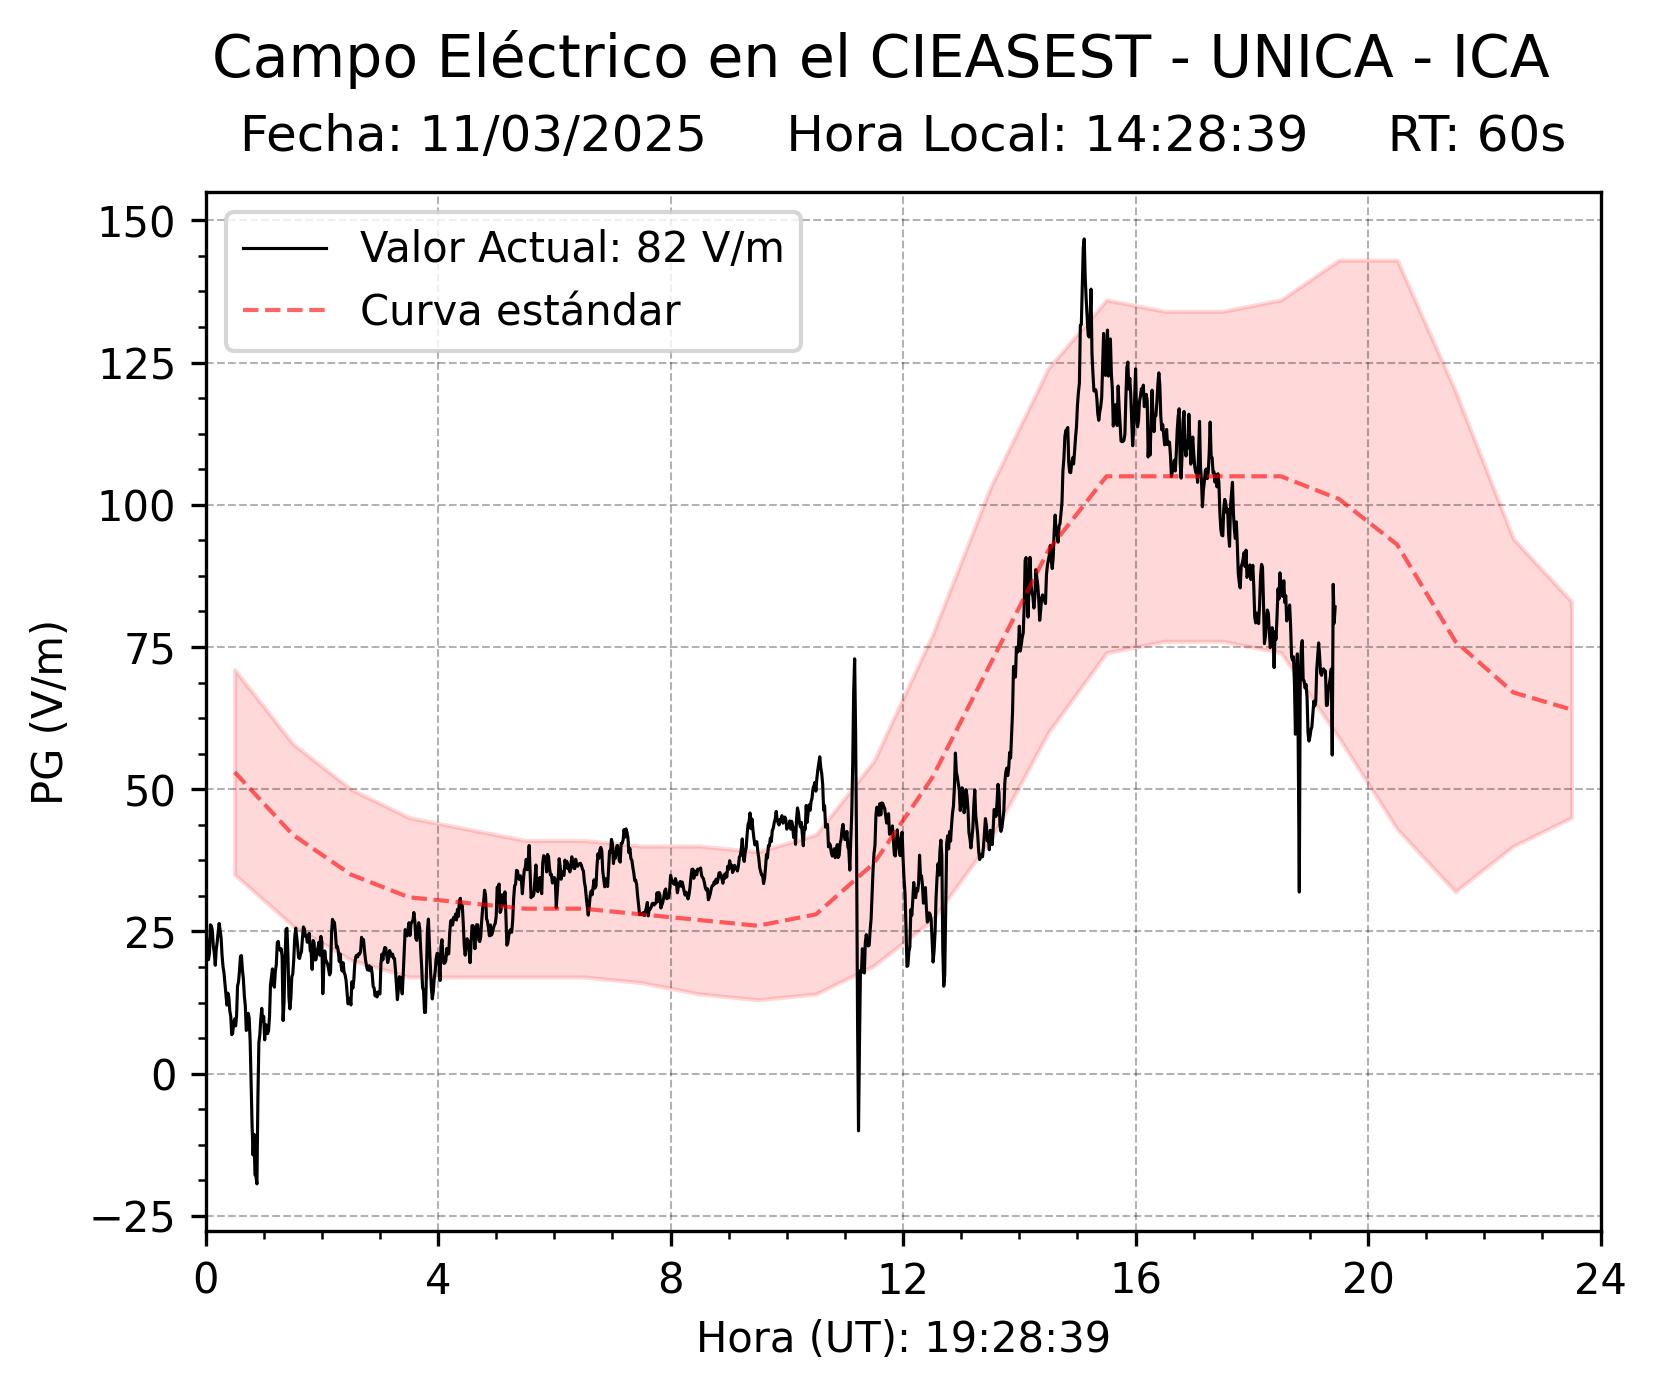 Campo Eléctrico en el CIEASEST - UNICA - ICA
Fecha: 11/03/2025 Hora Local: 14:28:39 RT: 60s
Valor Actual: 82 V/m
Curva estándar
PG (V/m)
150
125
100
75
50
25
0
−25
0 4 8 12 16 20 24
Hora (UT): 19:28:39